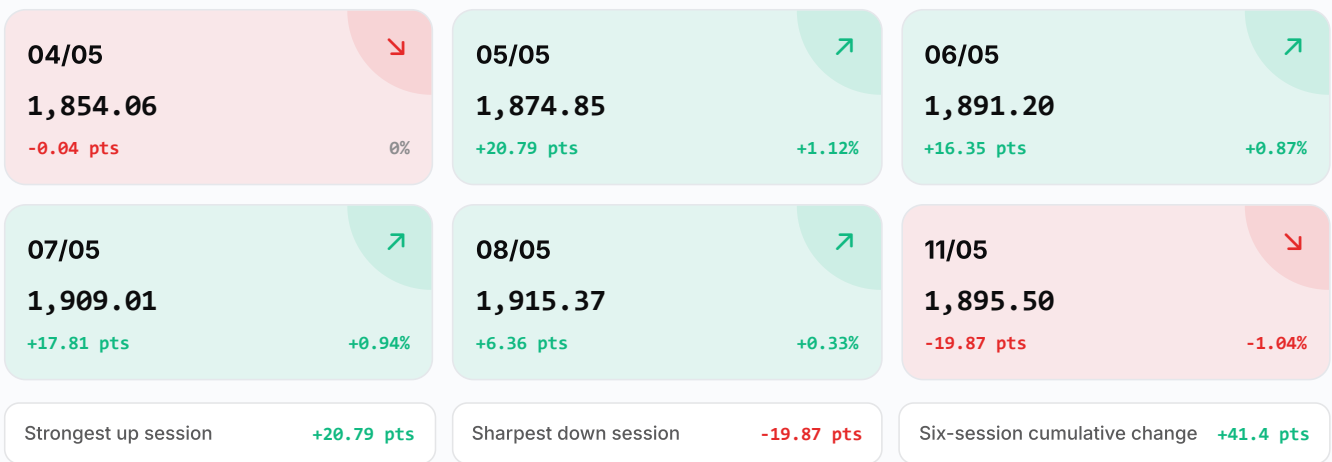 04/05
1,854.06
-0.04 pts 0%
05/05
1,874.85
+20.79 pts +1.12%
06/05
1,891.20
+16.35 pts +0.87%
07/05
1,909.01
+17.81 pts +0.94%
08/05
1,915.37
+6.36 pts +0.33%
11/05
1,895.50
-19.87 pts -1.04%
Strongest up session +20.79 pts
Sharpest down session -19.87 pts
Six-session cumulative change +41.4 pts